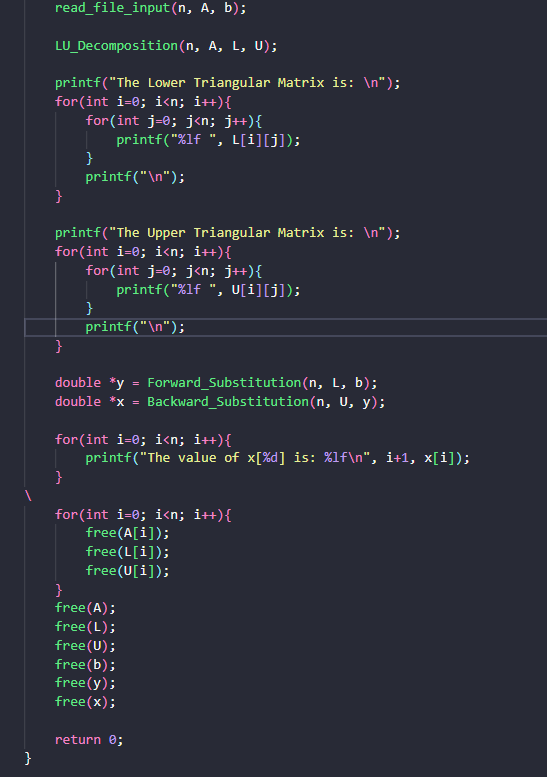 read_file_input(n, A, b);
LU_Decomposition(n, A, L, U);
printf("The Lower Triangular Matrix is: \n");
for(int i=0; i<n; i++){
for(int j=0; j<n; j++){
printf("%lf ", L[i][j]);
}
printf("\n");
}
printf("The Upper Triangular Matrix is: \n");
for(int i=0; i<n; i++){
for(int j=0; j<n; j++){
printf("%lf ", U[i][j]);
}
printf("\n");
}
double *y = Forward_Substitution(n, L, b);
double *x = Backward_Substitution(n, U, y);
for(int i=0; i<n; i++){
printf("The value of x[%d] is: %lf\n", i+1, x[i]);
}
\
for(int i=0; i<n; i++){
free(A[i]);
free(L[i]);
free(U[i]);
}
free(A);
free(L);
free(U);
free(b);
free(y);
free(x);
return 0;
}